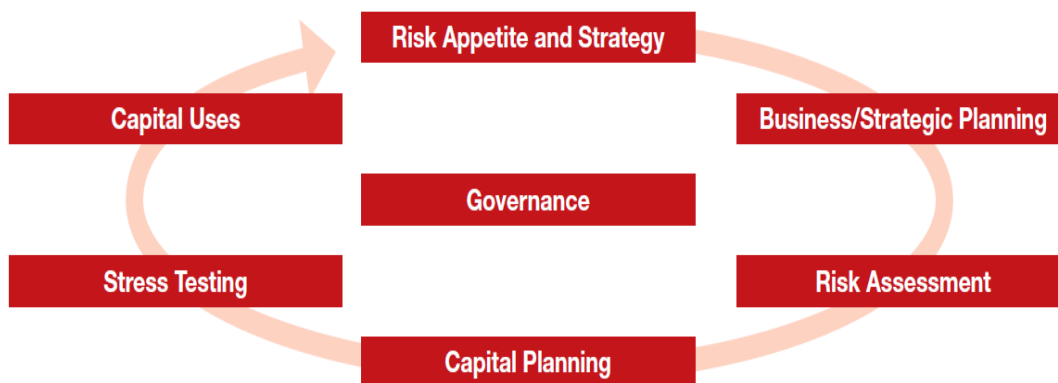 Risk Appetite and Strategy
Capital Uses
Business/Strategic Planning
Governance
Stress Testing
Risk Assessment
Capital Planning